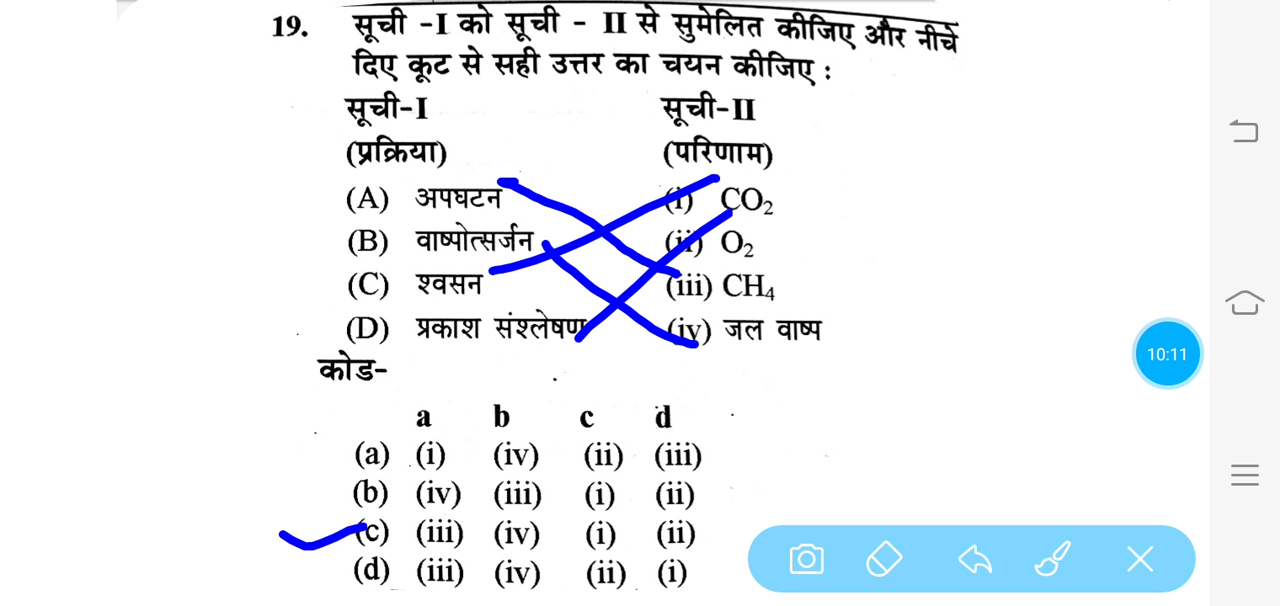 19. सूची -I को सूची - II से सुमेलित कीजिए और नीचे
दिए कूट से सही उत्तर का चयन कीजिए :
सूची-I सूची-II
(प्रक्रिया) (परिणाम)
(A) अपघटन (i) CO₂
(B) वाष्पोत्सर्जन (ii) O₂
(C) श्वसन (iii) CH₄
(D) प्रकाश संश्लेषण (iv) जल वाष्प
कोड-
a b c d
(a) (i) (iv) (ii) (iii)
(b) (iv) (iii) (i) (ii)
(c) (iii) (iv) (i) (ii)
(d) (iii) (iv) (ii) (i)
10:11